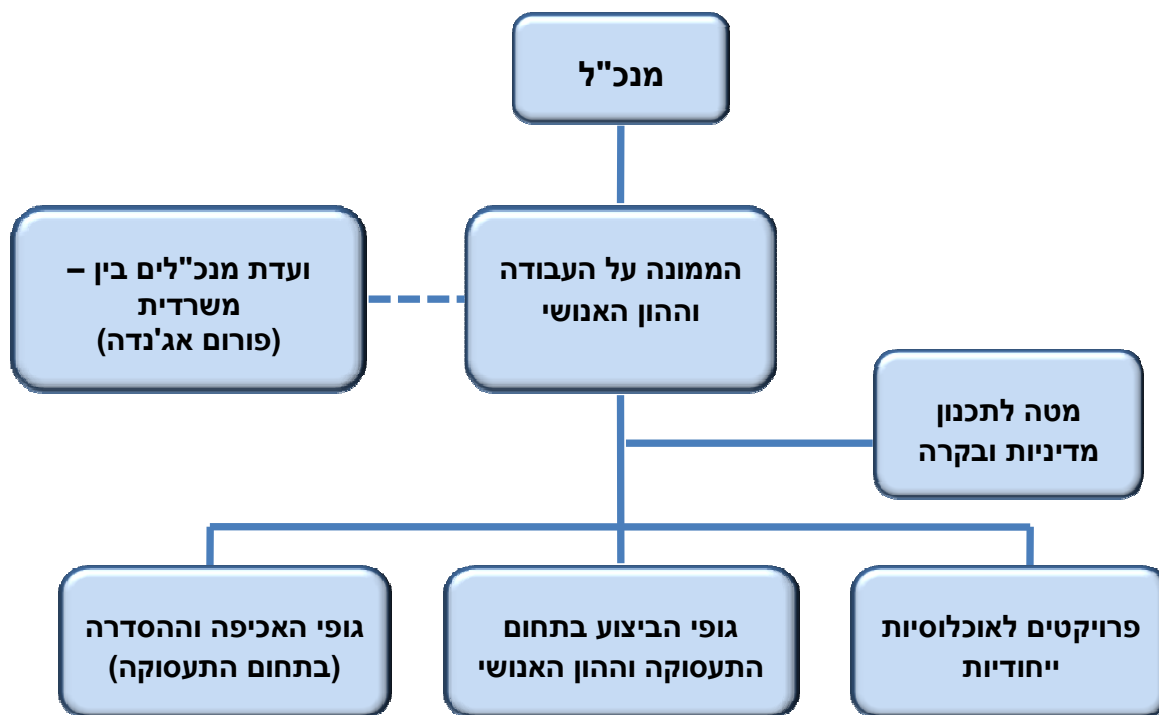 מנכ"ל
הממונה על העבודה
וההון האנושי
ועדת מנכ"לים בין –
משרדית
(פורום אג'נדה)
מטה לתכנון
מדיניות ובקרה
פרויקטים לאוכלוסיות
ייחודיות
גופי הביצוע בתחום
התעסוקה וההון האנושי
גופי האכיפה וההסדרה
(בתחום התעסוקה)